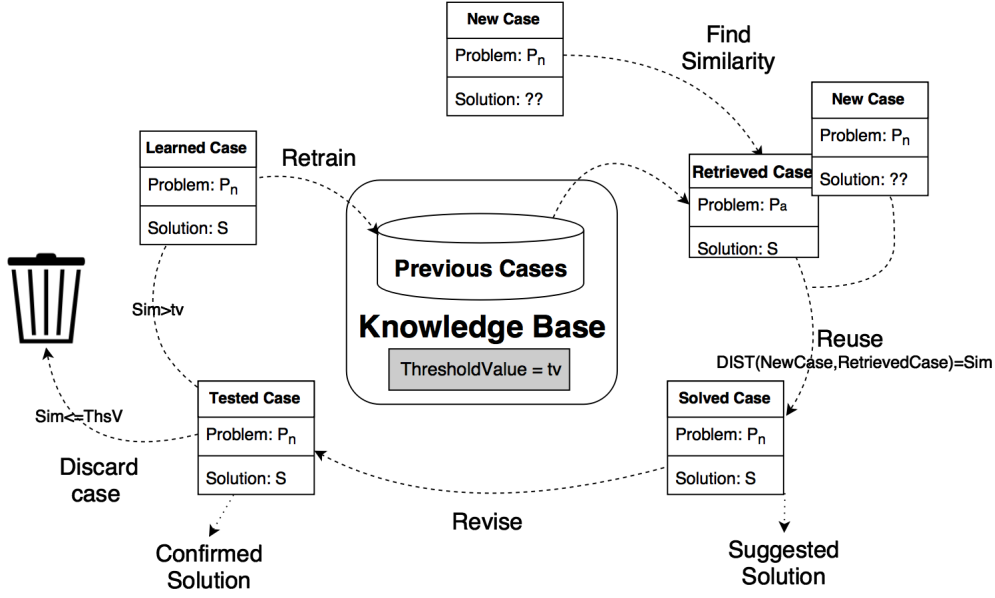 New Case
Problem: Pn
Solution: ??
Find
Similarity
New Case
Problem: Pn
Solution: ??
Retrieved Case
Problem: Pa
Solution: S
Learned Case
Problem: Pn
Solution: S
Retrain
Previous Cases
Knowledge Base
ThresholdValue = tv
Sim>tv
Reuse
DIST(NewCase,RetrievedCase)=Sim
Tested Case
Problem: Pn
Solution: S
Solved Case
Problem: Pn
Solution: S
Sim<=ThsV
Discard
case
Revise
Confirmed
Solution
Suggested
Solution